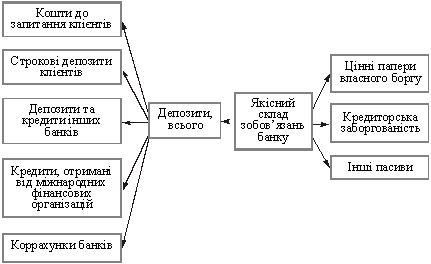 Кошти до
запитання клієнтів
Строкові депозити
клієнтів
Депозити та
кредити інших
банків
Кредити, отримані
від міжнародних
фінансових
організацій
Коррахунки банків
Депозити,
всього
Якісний
склад
зобов’язань
банку
Цінні папери
власного боргу
Кредиторська
заборгованість
Інші пасиви